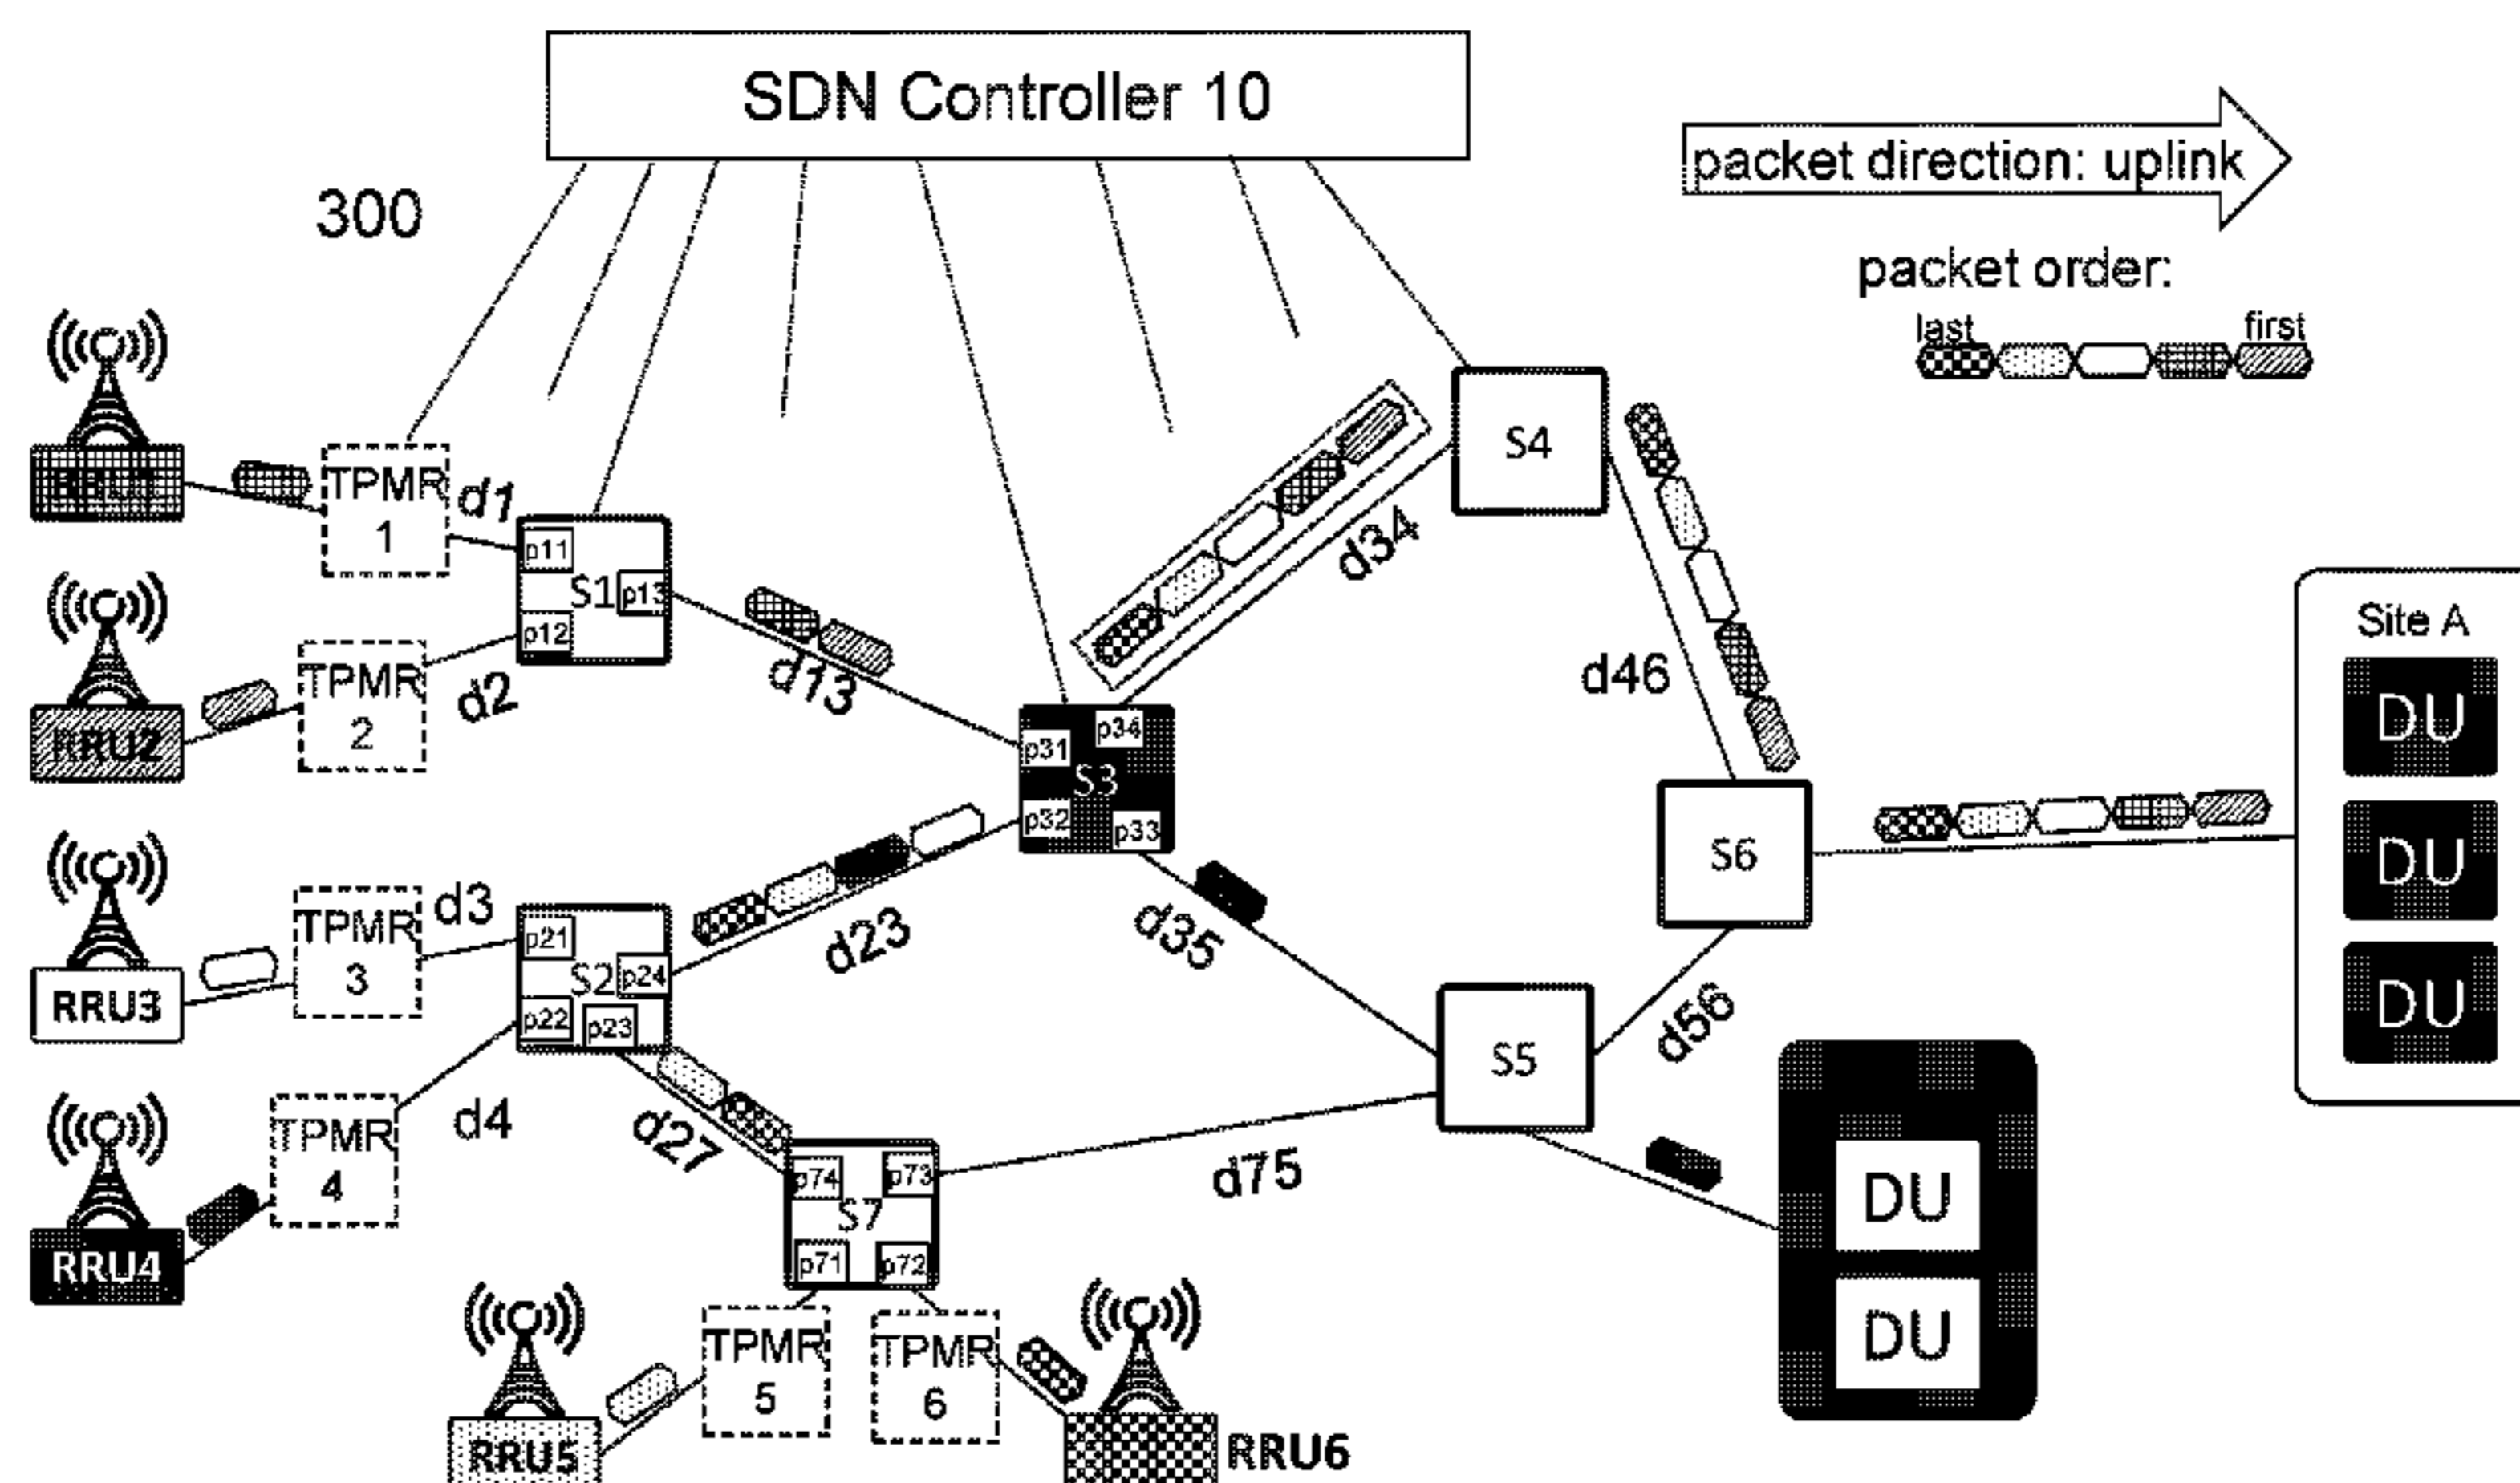 SDN Controller 10
packet direction: uplink
300
packet order:
last
first
TPMR
1
d1
p11
S1
p13
p12
RRU2
TPMR
2
d2
d13
d34
S4
d46
Site A
DU
DU
DU
p31
p34
S3
p32
p33
RRU3
TPMR
3
d3
p21
S2
p24
p22
p23
d23
d35
S6
S5
d56
RRU4
TPMR
4
d4
d27
p74
p73
S7
p71
p72
d75
DU
DU
RRU5
TPMR
5
TPMR
6
RRU6